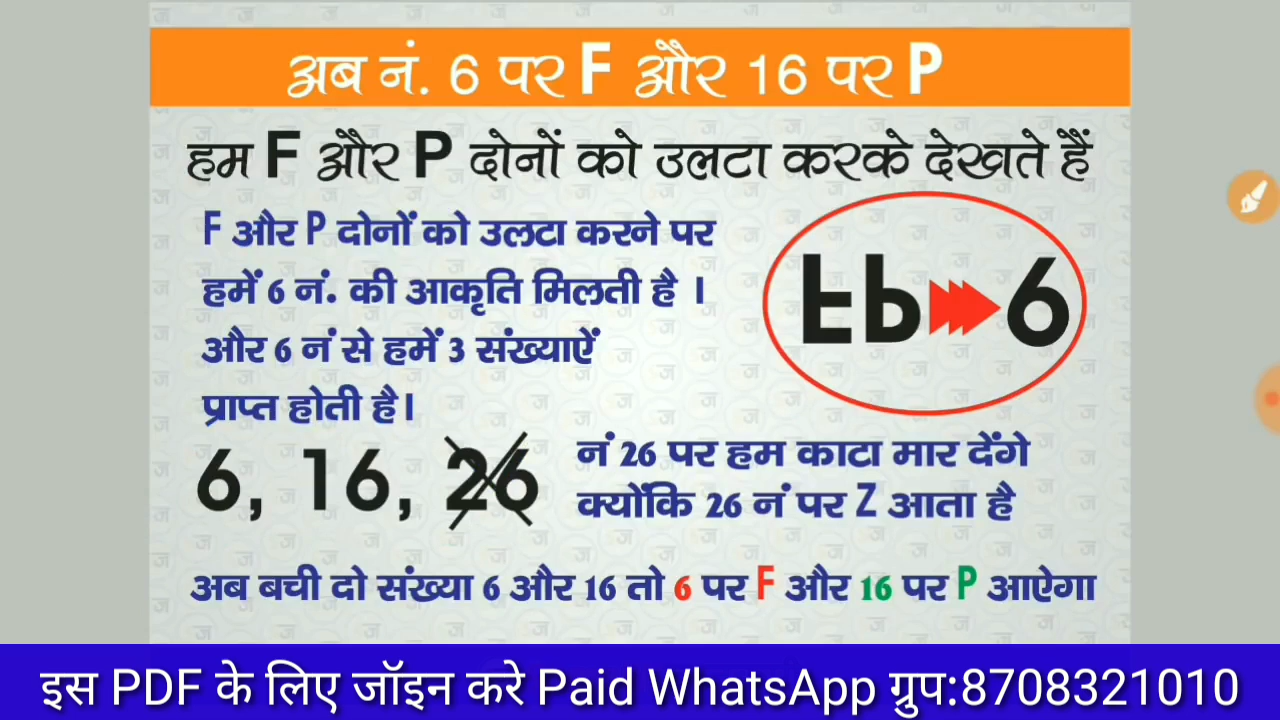 अब नं. 6 पर F और 16 पर P
हम F और P दोनों को उलटा करके देखते हैं
F और P दोनों को उलटा करने पर
हमें 6 नं. की आकृति मिलती है ।
और 6 नं से हमें 3 संख्याऐं
प्राप्त होती है।
6
6, 16, 26
नं 26 पर हम काटा मार देंगे
क्योंकि 26 नं पर Z आता है
अब बची दो संख्या 6 और 16 तो 6 पर F और 16 पर P आऐगा
इस PDF के लिए जॉइन करे Paid WhatsApp ग्रुप:8708321010